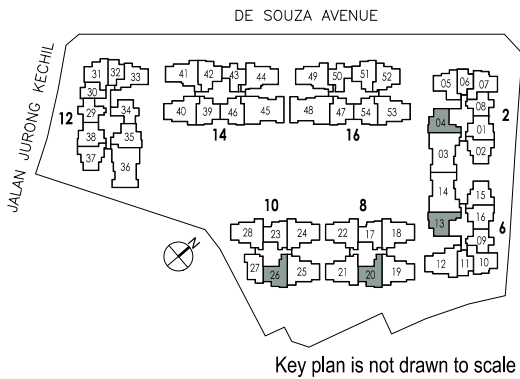 DE SOUZA AVENUE
JALAN JURONG KECHIL
31 32 33
30
29 34
12
38 35
37 36
41 42 43 44
40 39 46 45
14
49 50 51 52
48 47 54 53
16
05 06 07
08
04 01
2
03 02
14 15
13 16
6
09
12 11 10
10
28 23 24
27 26 25
8
22 17 18
21 20 19
N
Key plan is not drawn to scale